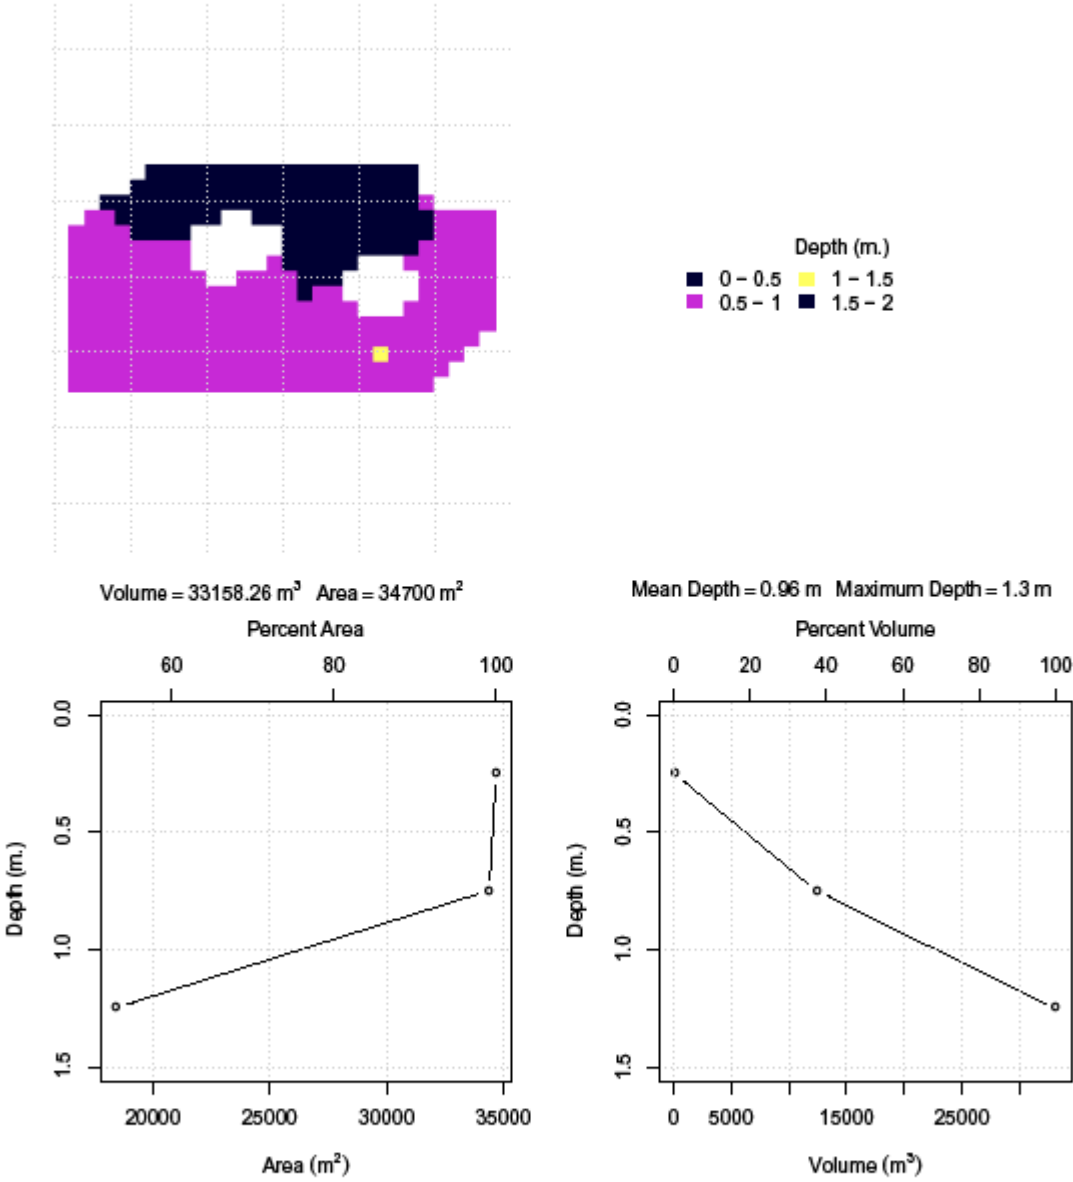 Depth (m.)
0 – 0.5 1 – 1.5
0.5 – 1 1.5 – 2
Volume = 33158.26 m³ Area = 34700 m²
Mean Depth = 0.96 m Maximum Depth = 1.3 m
Percent Area
60 80 100
0.0
0.5
1.0
1.5
Depth (m.)
20000 25000 30000 35000
Area (m²)
Percent Volume
0 20 40 60 80 100
0.0
0.5
1.0
1.5
Depth (m.)
0 5000 15000 25000
Volume (m³)